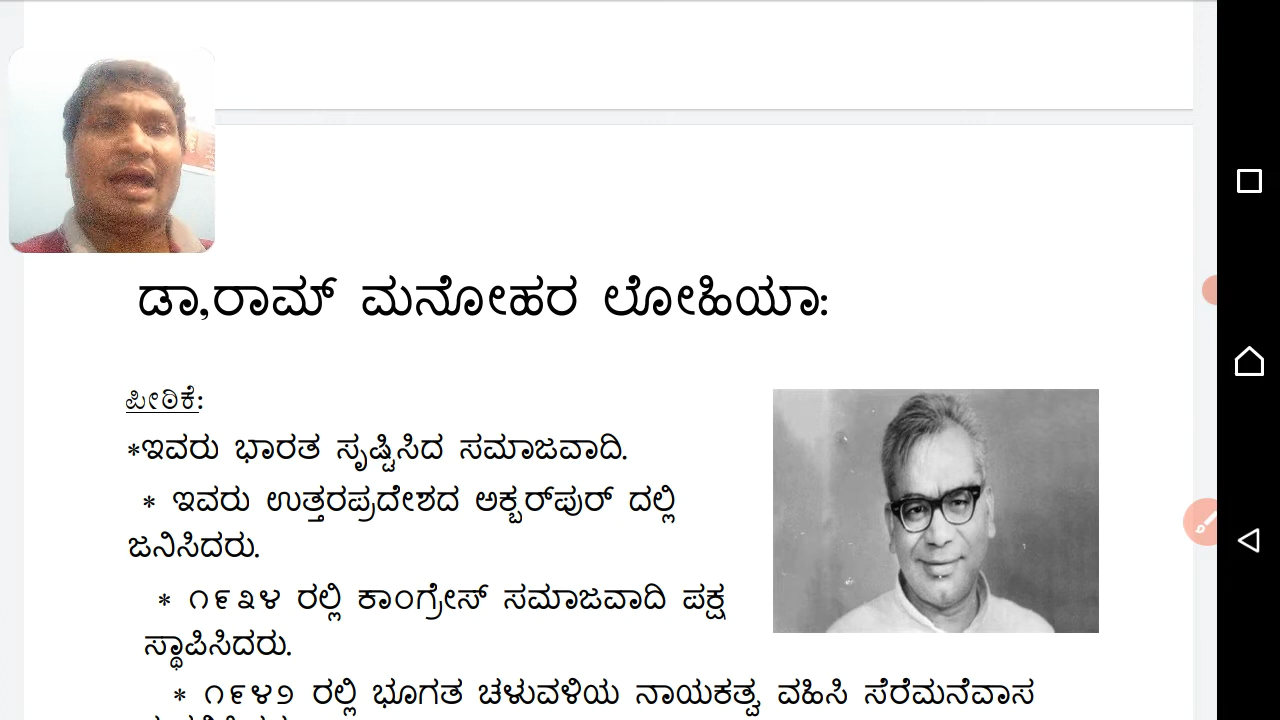 ಡಾ,ರಾಮ್ ಮನೋಹರ ಲೋಹಿಯಾ:
ಪೀಠಿಕೆ:
*ಇವರು ಭಾರತ ಸೃಷ್ಟಿಸಿದ ಸಮಾಜವಾದಿ.
* ಇವರು ಉತ್ತರಪ್ರದೇಶದ ಅಕ್ಬರ್‌ಪುರ್ ದಲ್ಲಿ
ಜನಿಸಿದರು.
* ೧೯೩೪ ರಲ್ಲಿ ಕಾಂಗ್ರೇಸ್ ಸಮಾಜವಾದಿ ಪಕ್ಷ
ಸ್ಥಾಪಿಸಿದರು.
* ೧೯೪೨ ರಲ್ಲಿ ಭೂಗತ ಚಳುವಳಿಯ ನಾಯಕತ್ವ ವಹಿಸಿ ಸೆರೆಮನೆವಾಸ